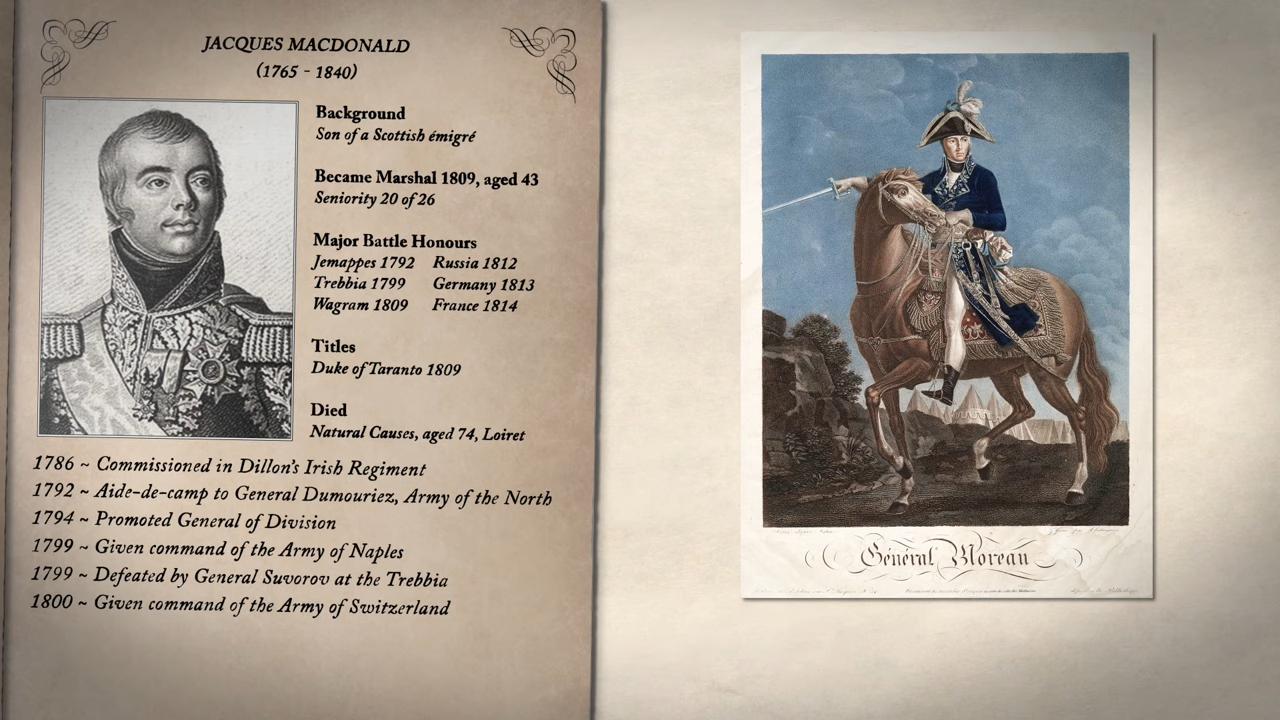 JACQUES MACDONALD
(1765 - 1840)
Background
Son of a Scottish émigré
Became Marshal 1809, aged 43
Seniority 20 of 26
Major Battle Honours
Jemappes 1792 Russia 1812
Trebbia 1799 Germany 1813
Wagram 1809 France 1814
Titles
Duke of Taranto 1809
Died
Natural Causes, aged 74, Loiret
1786 ~ Commissioned in Dillon's Irish Regiment
1792 ~ Aide-de-camp to General Dumouriez, Army of the North
1794 ~ Promoted General of Division
1799 ~ Given command of the Army of Naples
1799 ~ Defeated by General Suvorov at the Trebbia
1800 ~ Given command of the Army of Switzerland
Général Moreau